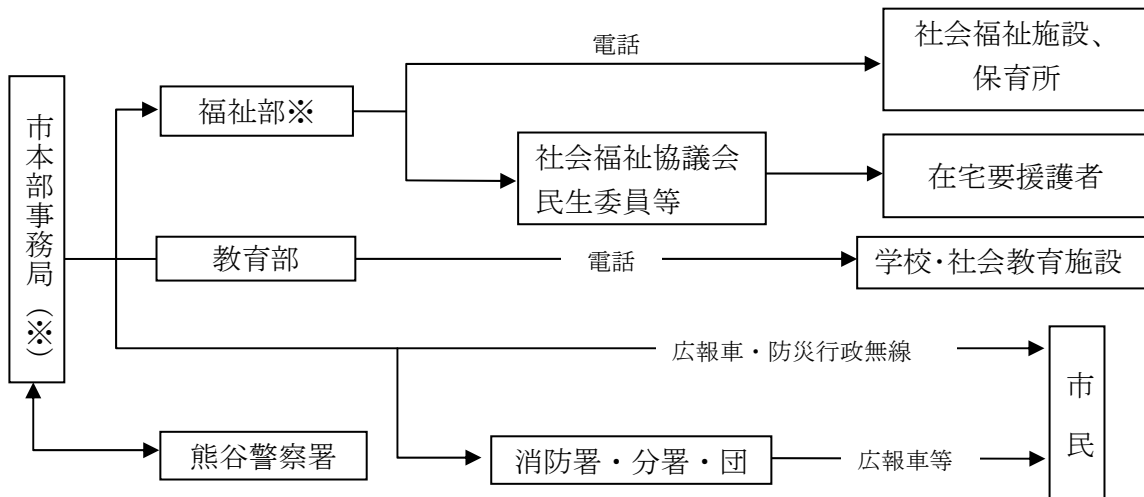 電話
社会福祉施設、
保育所
市本部事務局(※)
福祉部※
社会福祉協議会
民生委員等
在宅要援護者
教育部
電話
学校・社会教育施設
広報車・防災行政無線
市民
熊谷警察署
消防署・分署・団
広報車等